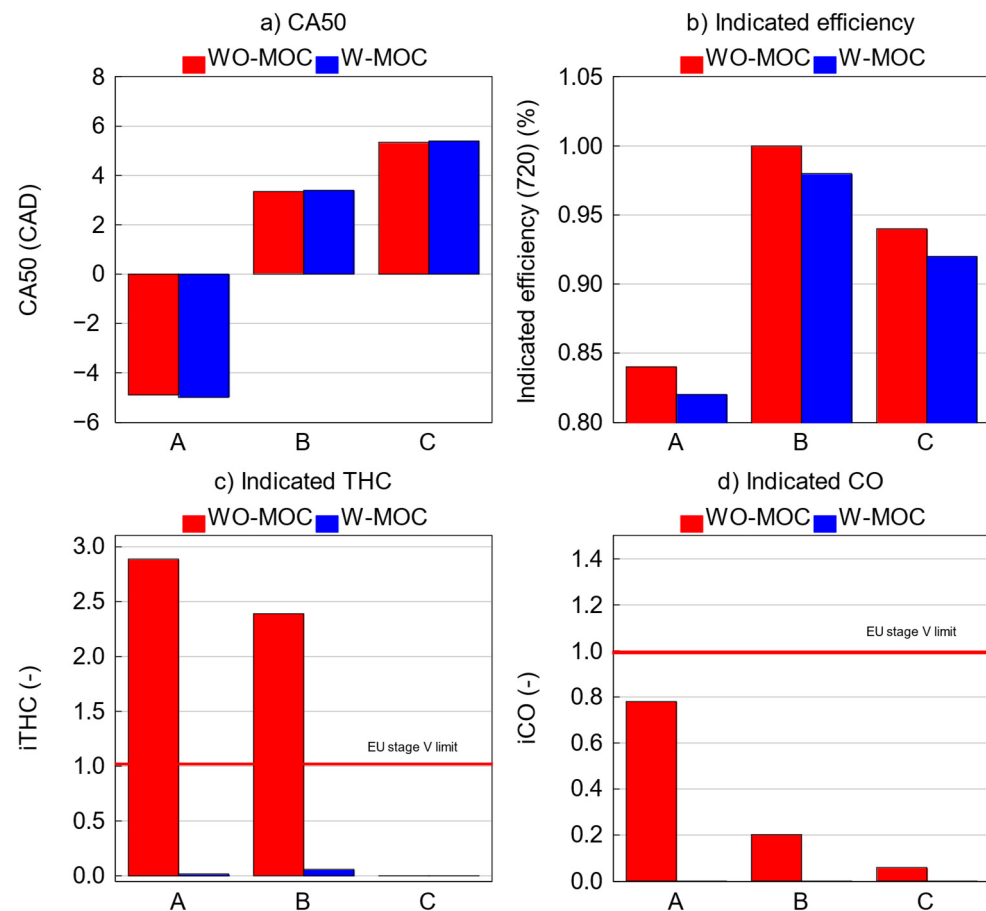 a) CA50
WO-MOC W-MOC
CA50 (CAD)
8
6
4
2
0
−2
−4
−6
A B C
b) Indicated efficiency
WO-MOC W-MOC
Indicated efficiency (720) (%)
1.05
1.00
0.95
0.90
0.85
0.80
A B C
c) Indicated THC
WO-MOC W-MOC
iTHC (-)
3.0
2.5
2.0
1.5
1.0
0.5
0.0
EU stage V limit
A B C
d) Indicated CO
WO-MOC W-MOC
iCO (-)
1.4
1.2
1.0
0.8
0.6
0.4
0.2
0.0
EU stage V limit
A B C